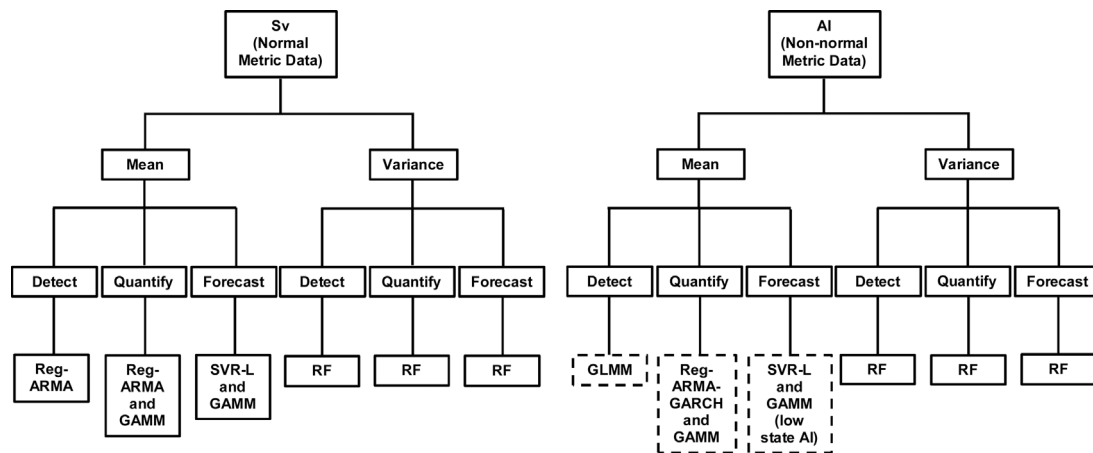 Sv
(Normal
Metric Data)
AI
(Non-normal
Metric Data)
Mean
Variance
Mean
Variance
Detect
Quantify
Forecast
Detect
Quantify
Forecast
Detect
Quantify
Forecast
Detect
Quantify
Forecast
Reg-
ARMA
Reg-
ARMA
and
GAMM
SVR-L
and
GAMM
RF
RF
RF
GLMM
Reg-
ARMA-
GARCH
and
GAMM
SVR-L
and
GAMM
(low
state AI)
RF
RF
RF